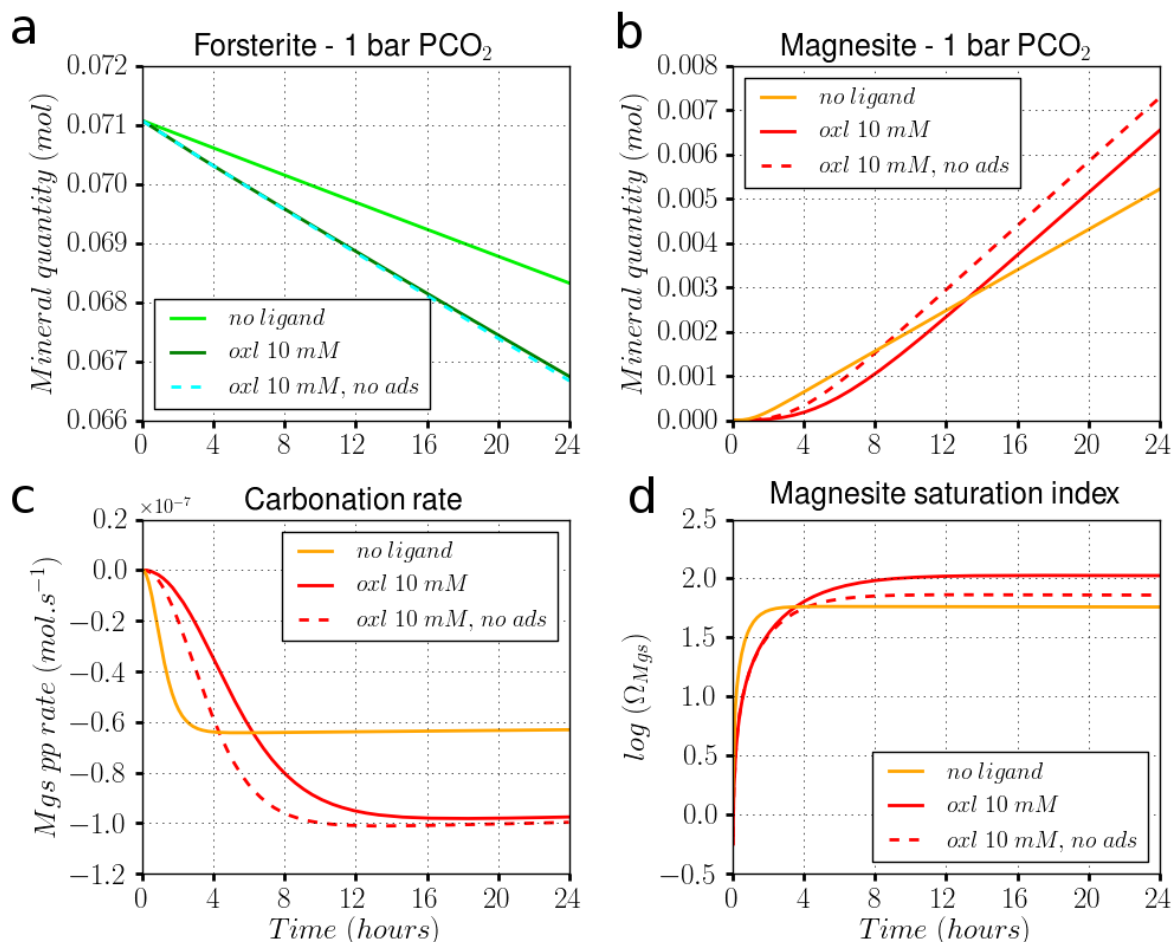 a
Forsterite - 1 bar PCO₂
Mineral quantity (mol)
0.072
0.071
0.070
0.069
0.068
0.067
0.066
no ligand
oxl 10 mM
oxl 10 mM, no ads
0 4 8 12 16 20 24
b
Magnesite - 1 bar PCO₂
Mineral quantity (mol)
0.008
0.007
0.006
0.005
0.004
0.003
0.002
0.001
0.000
no ligand
oxl 10 mM
oxl 10 mM, no ads
0 4 8 12 16 20 24
c
Carbonation rate
×10⁻⁷
Mgs pp rate (mol.s⁻¹)
0.2
0.0
−0.2
−0.4
−0.6
−0.8
−1.0
−1.2
no ligand
oxl 10 mM
oxl 10 mM, no ads
0 4 8 12 16 20 24
Time (hours)
d
Magnesite saturation index
log (Ω_Mgs)
2.5
2.0
1.5
1.0
0.5
0.0
−0.5
no ligand
oxl 10 mM
oxl 10 mM, no ads
0 4 8 12 16 20 24
Time (hours)